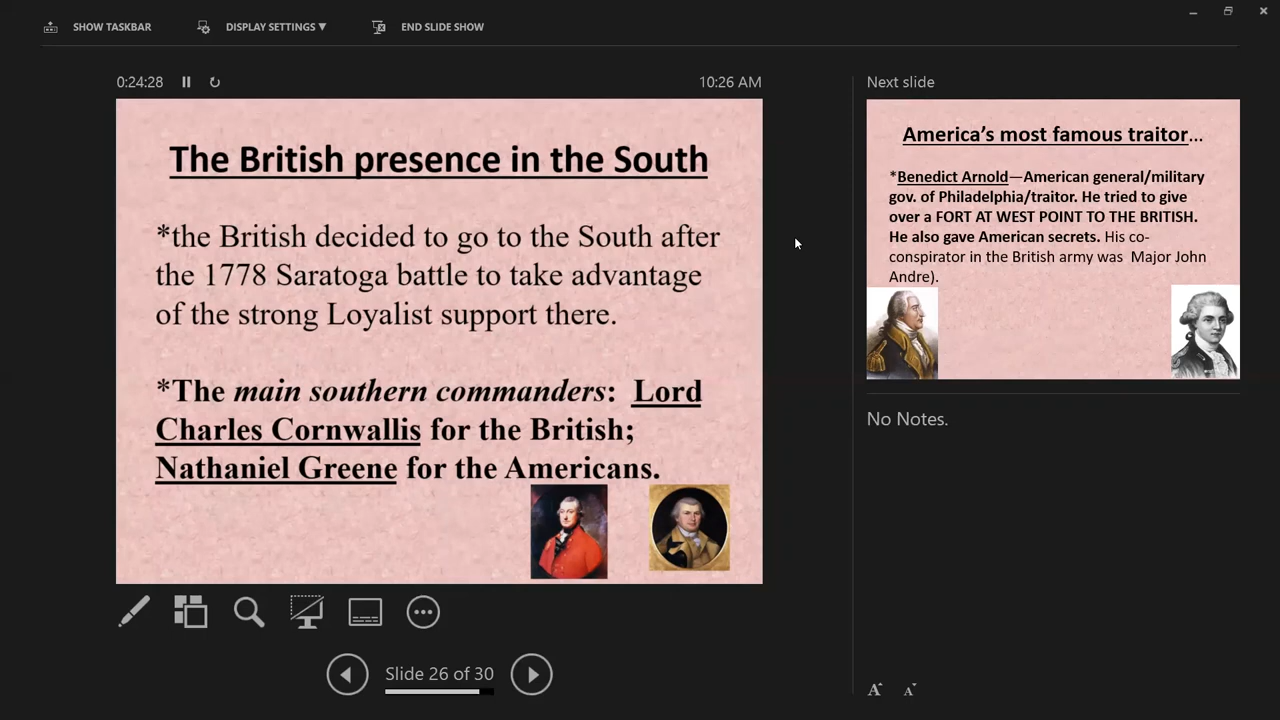 SHOW TASKBAR
DISPLAY SETTINGS ▼
END SLIDE SHOW
0:24:28
10:26 AM
The British presence in the South
*the British decided to go to the South after
the 1778 Saratoga battle to take advantage
of the strong Loyalist support there.
*The main southern commanders: Lord
Charles Cornwallis for the British;
Nathaniel Greene for the Americans.
Slide 26 of 30
Next slide
America’s most famous traitor...
*Benedict Arnold—American general/military
gov. of Philadelphia/traitor. He tried to give
over a FORT AT WEST POINT TO THE BRITISH.
He also gave American secrets. His co-
conspirator in the British army was Major John
Andre).
No Notes.
A A